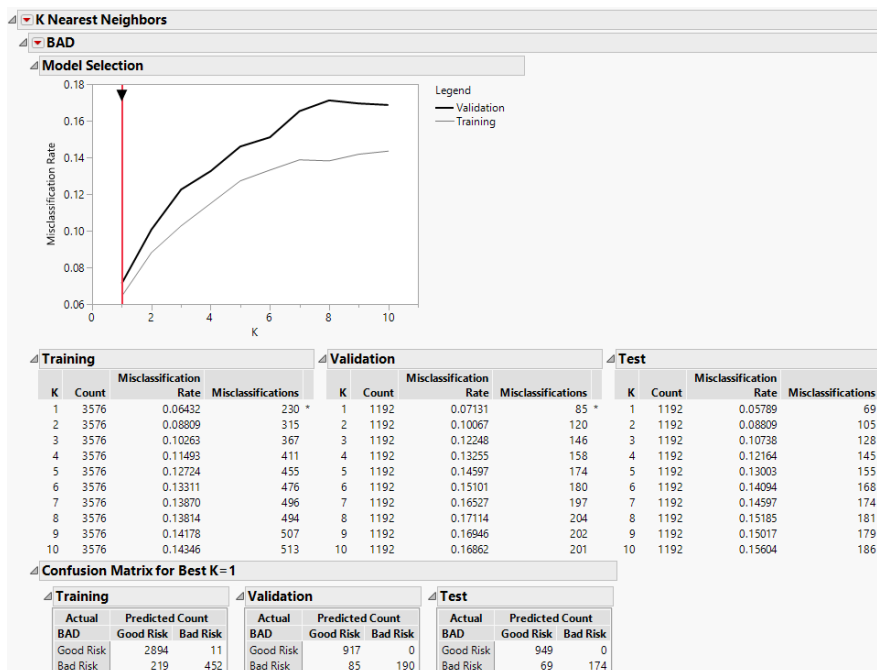 K Nearest Neighbors
BAD
Model Selection
0.18
0.16
0.14
0.12
0.10
0.08
0.06
Misclassification Rate
0 2 4 6 8 10
K
Legend
Validation
Training
Training Validation Test
Misclassification Misclassification Misclassification
K Count Rate Misclassifications K Count Rate Misclassifications K Count Rate Misclassifications
1 3576 0.06432 230 * 1 1192 0.07131 85 * 1 1192 0.05789 69
2 3576 0.08809 315 2 1192 0.10067 120 2 1192 0.08809 105
3 3576 0.10263 367 3 1192 0.12248 146 3 1192 0.10738 128
4 3576 0.11493 411 4 1192 0.13255 158 4 1192 0.12164 145
5 3576 0.12724 455 5 1192 0.14597 174 5 1192 0.13003 155
6 3576 0.13311 476 6 1192 0.15101 180 6 1192 0.14094 168
7 3576 0.13870 496 7 1192 0.16527 197 7 1192 0.14597 174
8 3576 0.13814 494 8 1192 0.17114 204 8 1192 0.15185 181
9 3576 0.14178 507 9 1192 0.16946 202 9 1192 0.15017 179
10 3576 0.14346 513 10 1192 0.16862 201 10 1192 0.15604 186
Confusion Matrix for Best K=1
Training Validation Test
Actual Predicted Count Actual Predicted Count Actual Predicted Count
BAD Good Risk Bad Risk BAD Good Risk Bad Risk BAD Good Risk Bad Risk
Good Risk 2894 11 Good Risk 917 0 Good Risk 949 0
Bad Risk 219 452 Bad Risk 85 190 Bad Risk 69 174